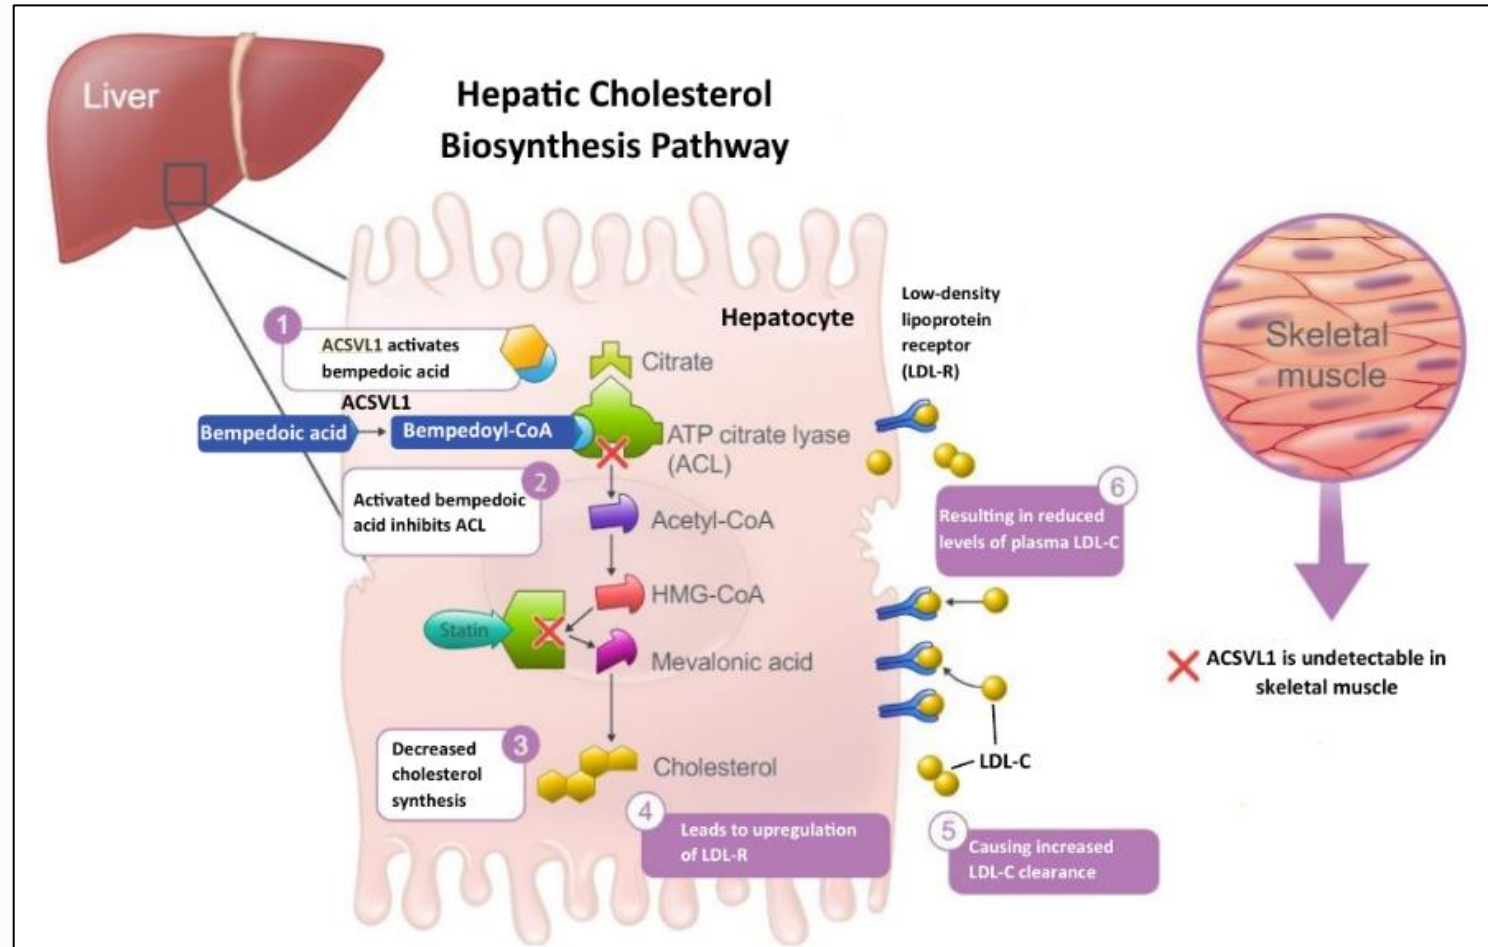 Liver
Hepatic Cholesterol
Biosynthesis Pathway
Hepatocyte
Low-density
lipoprotein
receptor
(LDL-R)
1
ACSVL1 activates
bempedoic acid
Citrate
ACSVL1
Bempedoic acid
Bempedoyl-CoA
ATP citrate lyase
(ACL)
2
Activated bempedoic
acid inhibits ACL
Acetyl-CoA
HMG-CoA
Statin
Mevalonic acid
3
Decreased
cholesterol
synthesis
Cholesterol
4
Leads to upregulation
of LDL-R
5
Causing increased
LDL-C clearance
6
Resulting in reduced
levels of plasma LDL-C
LDL-C
Skeletal
muscle
ACSVL1 is undetectable in
skeletal muscle